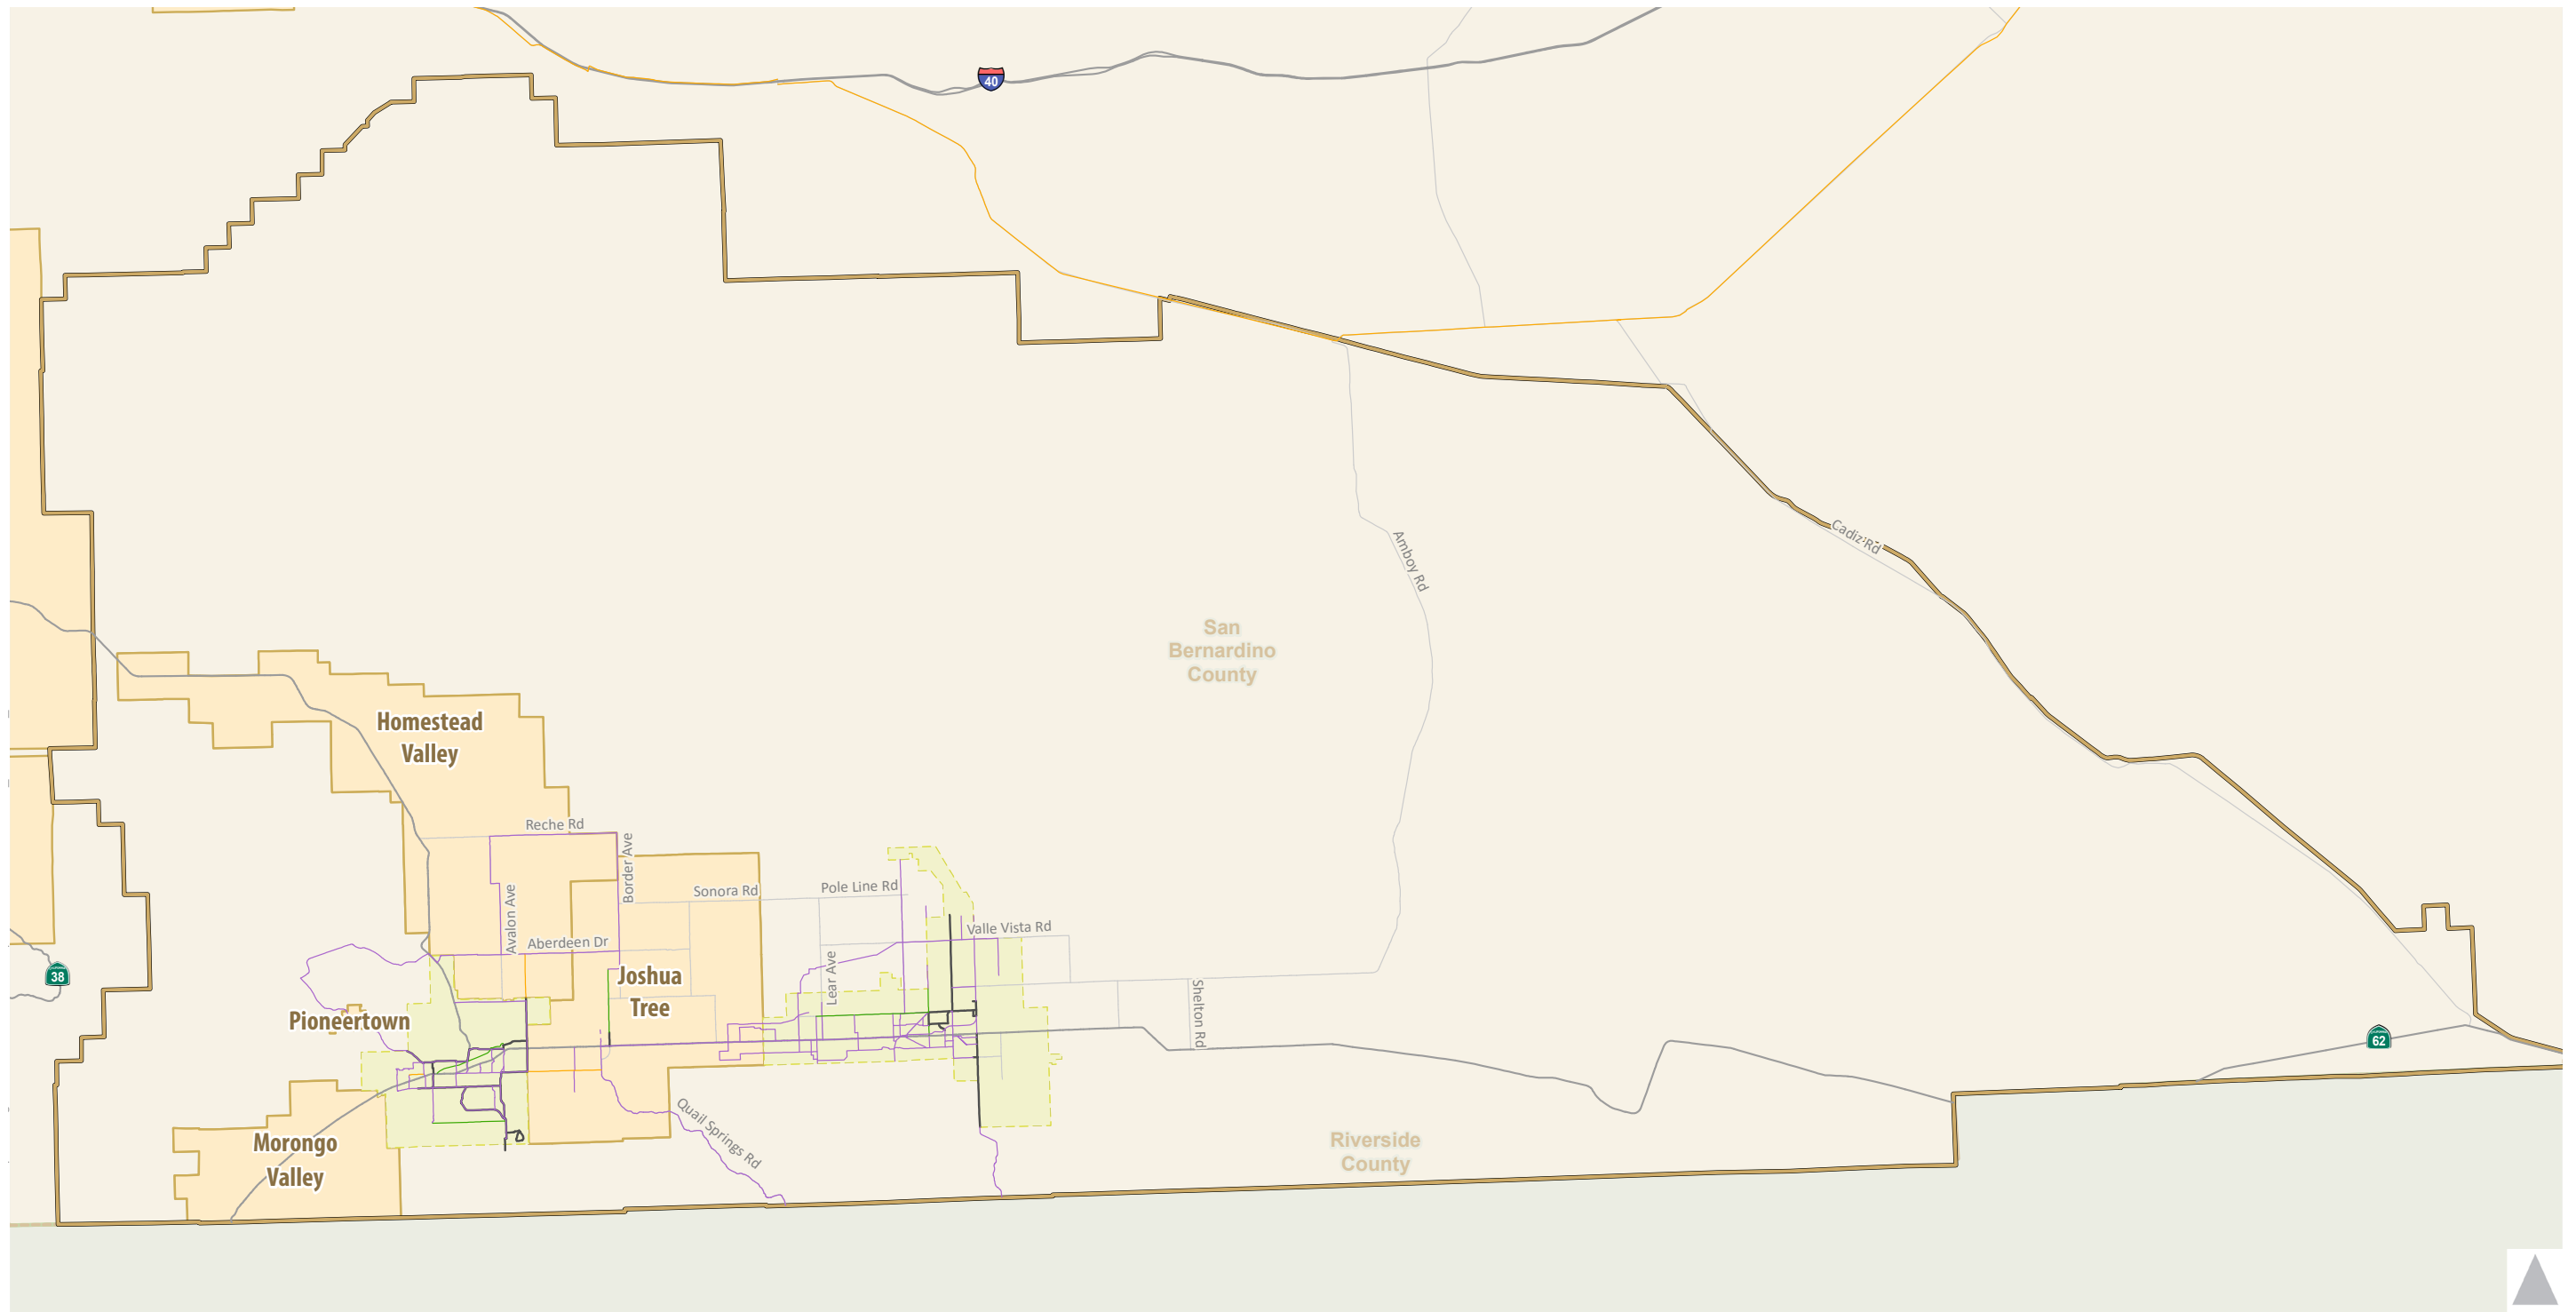 40
Cadiz Rd
Amboy Rd
San
Bernardino
County
Homestead
Valley
Reche Rd
Border Ave
Sonora Rd
Pole Line Rd
Avalon Ave
Aberdeen Dr
Valle Vista Rd
Lear Ave
38
Joshua
Tree
Pioneertown
Shelton Rd
62
Quail Springs Rd
Morongo
Valley
Riverside
County